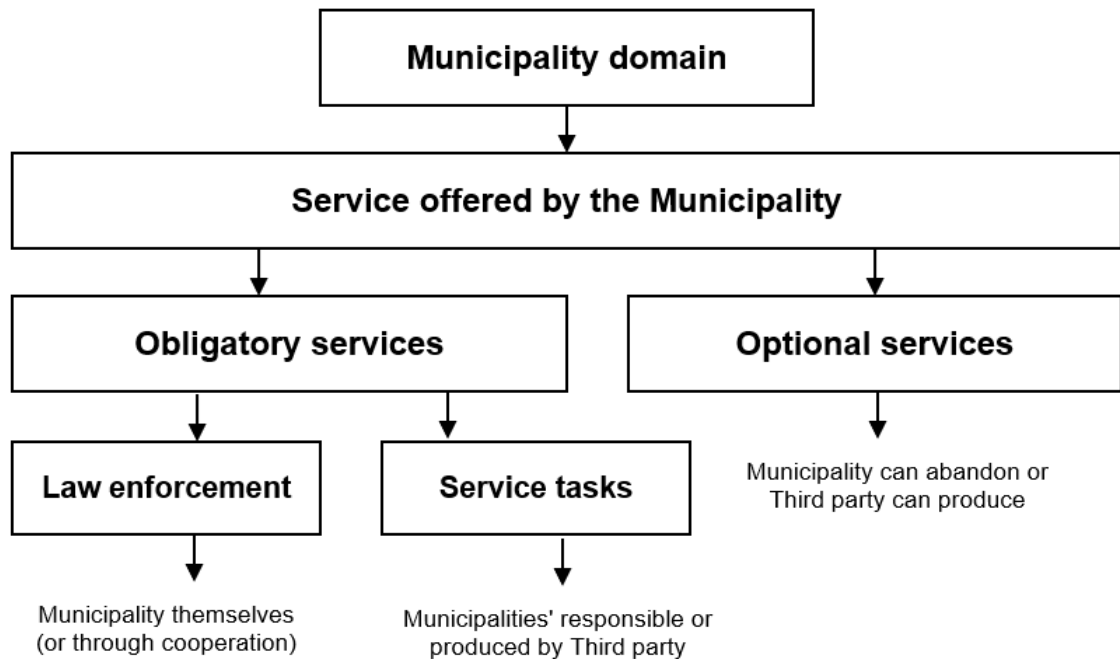 Municipality domain
Service offered by the Municipality
Obligatory services
Optional services
Law enforcement
Service tasks
Municipality can abandon or
Third party can produce
Municipality themselves
(or through cooperation)
Municipalities' responsible or
produced by Third party